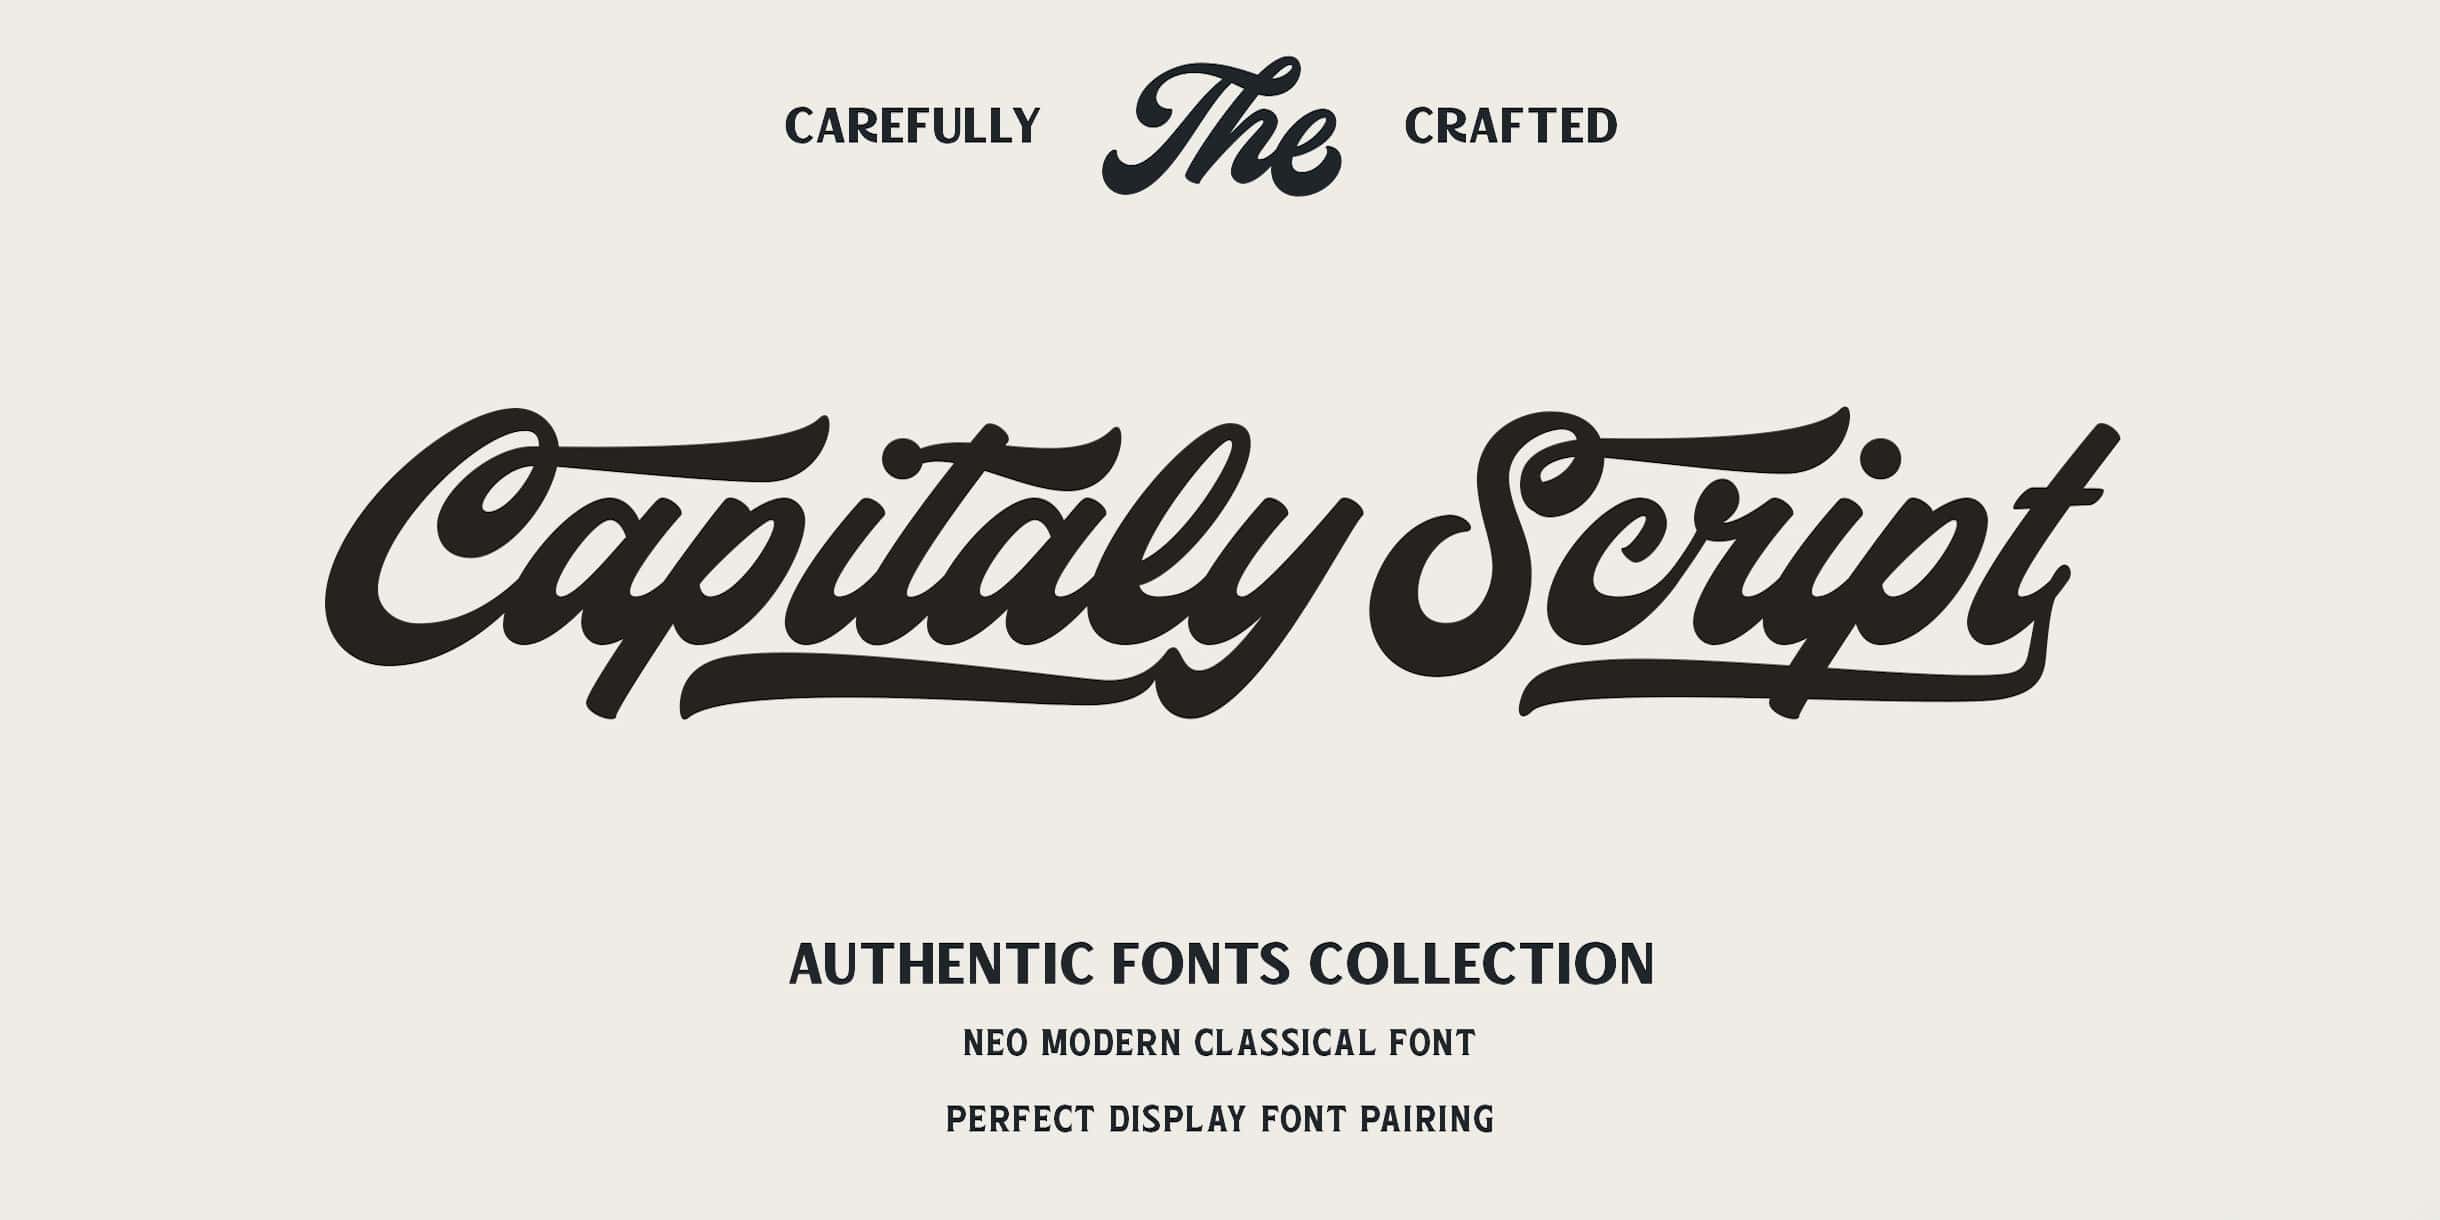 CAREFULLY The CRAFTED
Capitaly Script
AUTHENTIC FONTS COLLECTION
NEO MODERN CLASSICAL FONT
PERFECT DISPLAY FONT PAIRING